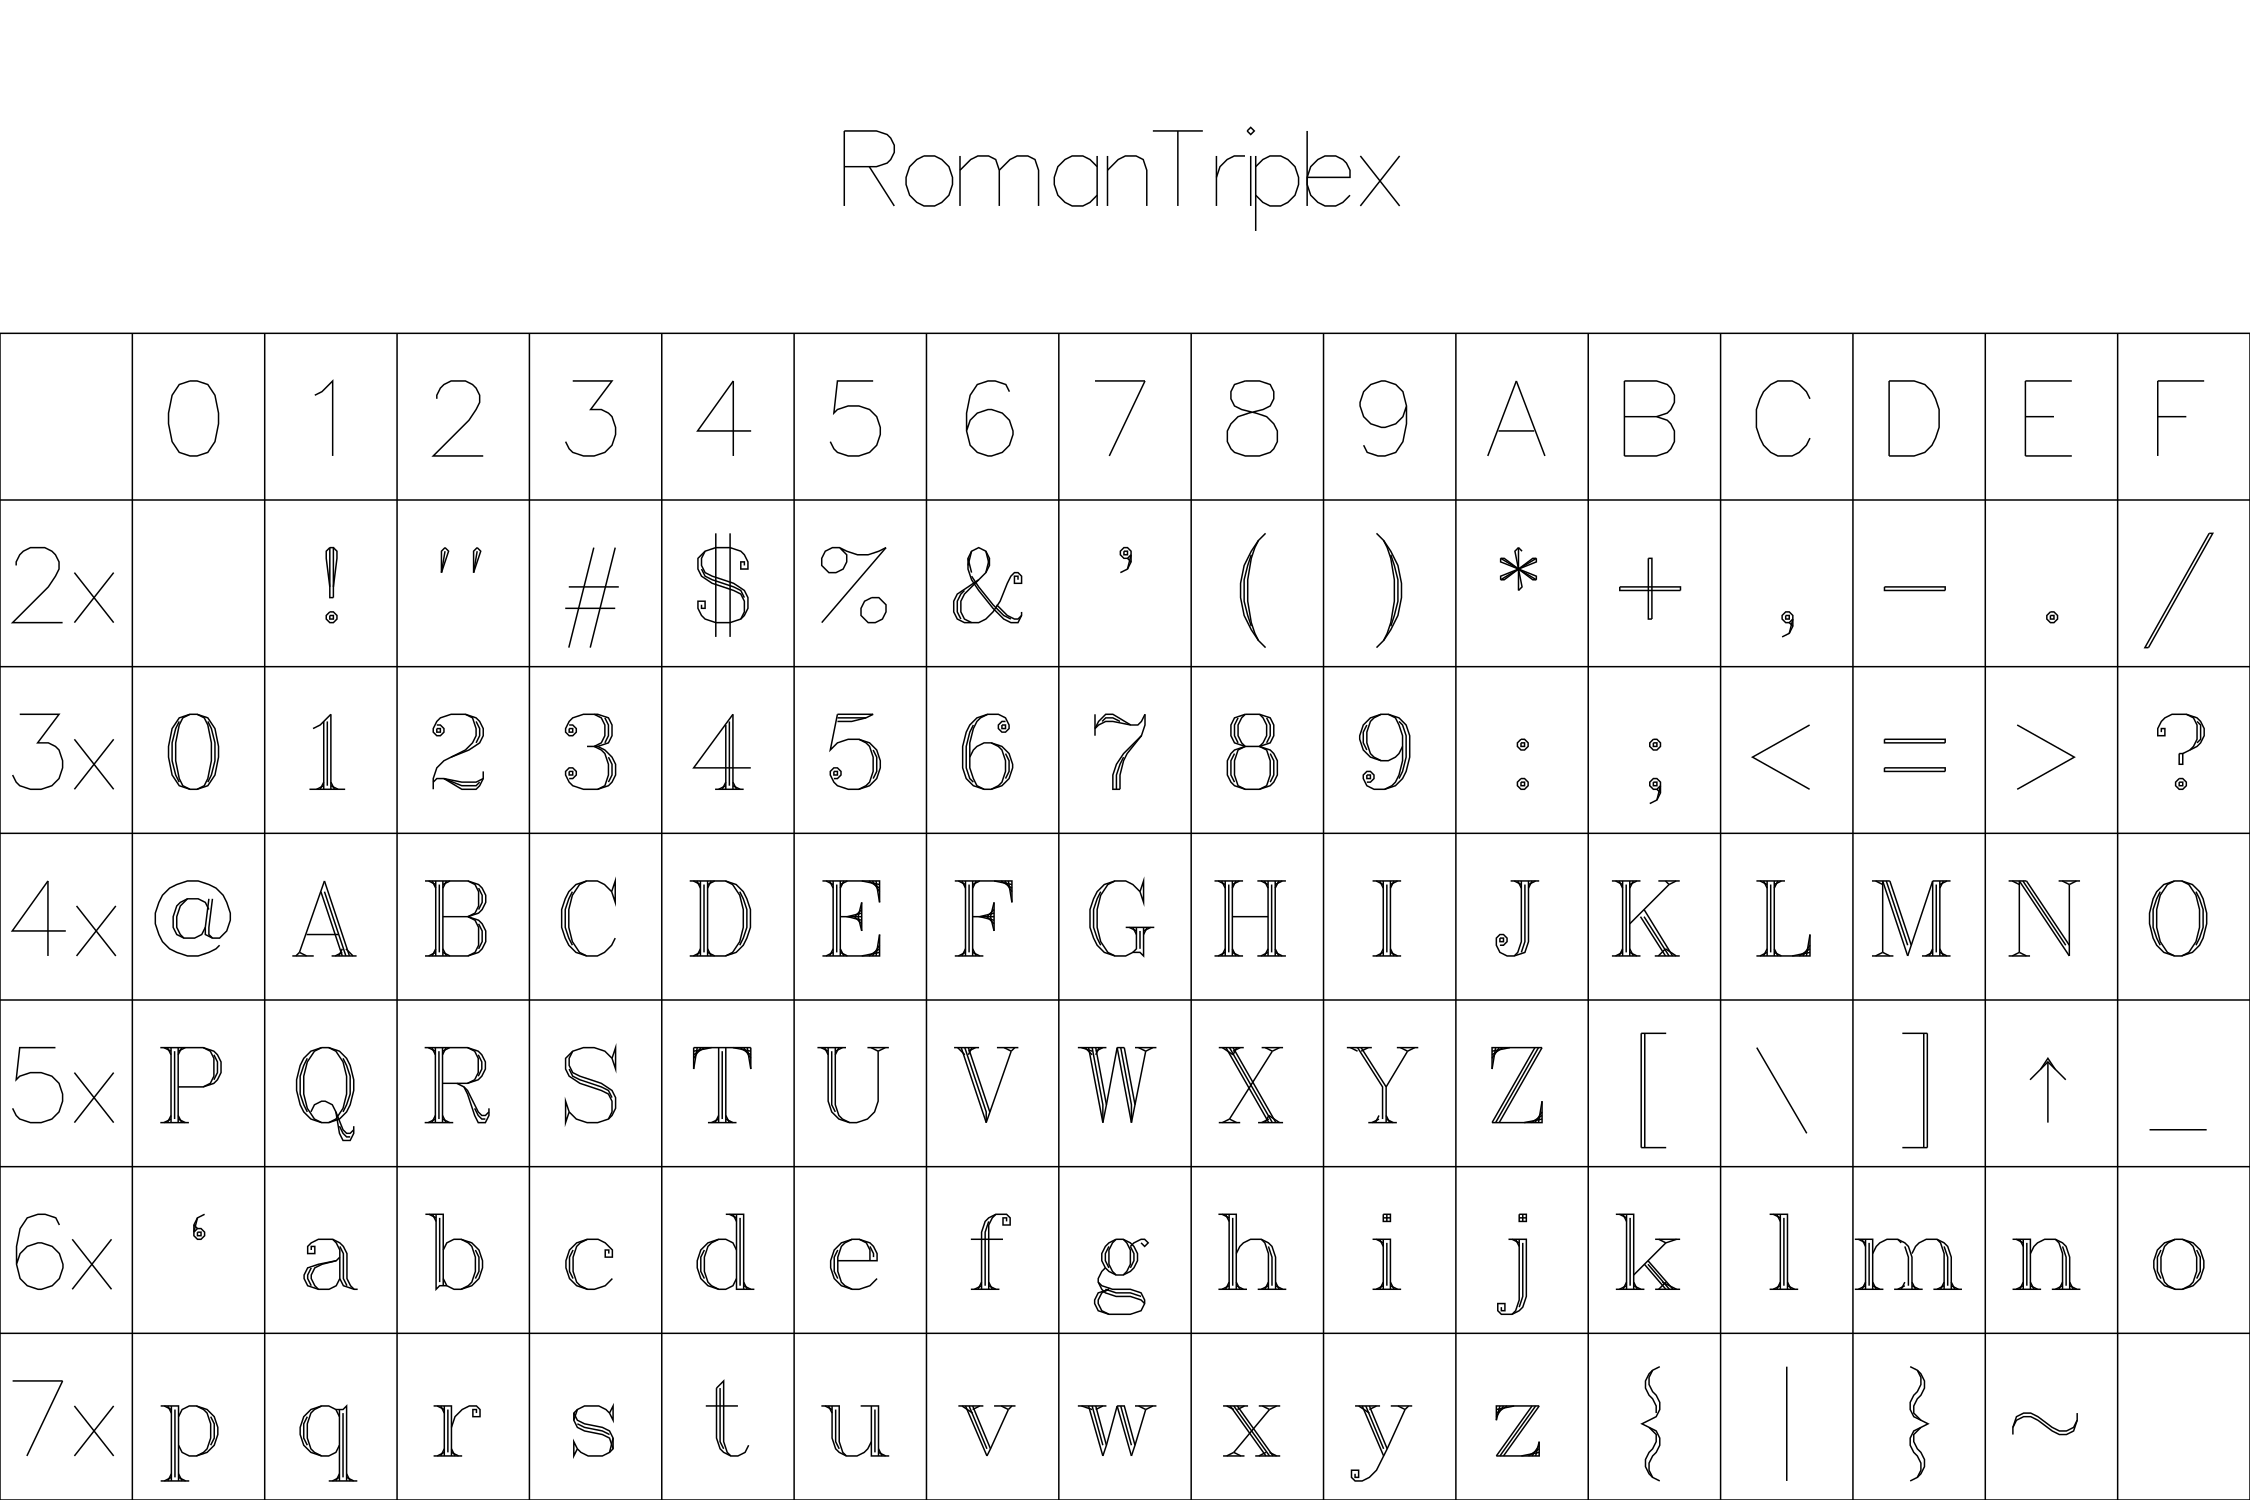 RomanTriplex
0 1 2 3 4 5 6 7 8 9 A B C D E F
2x ! " # $ % & ’ ( ) * + , - . /
3x 0 1 2 3 4 5 6 7 8 9 : ; < = > ?
4x @ A B C D E F G H I J K L M N O
5x P Q R S T U V W X Y Z [ \ ] ↑ _
6x ‘ a b c d e f g h i j k l m n o
7x p q r s t u v w x y z { | } ~